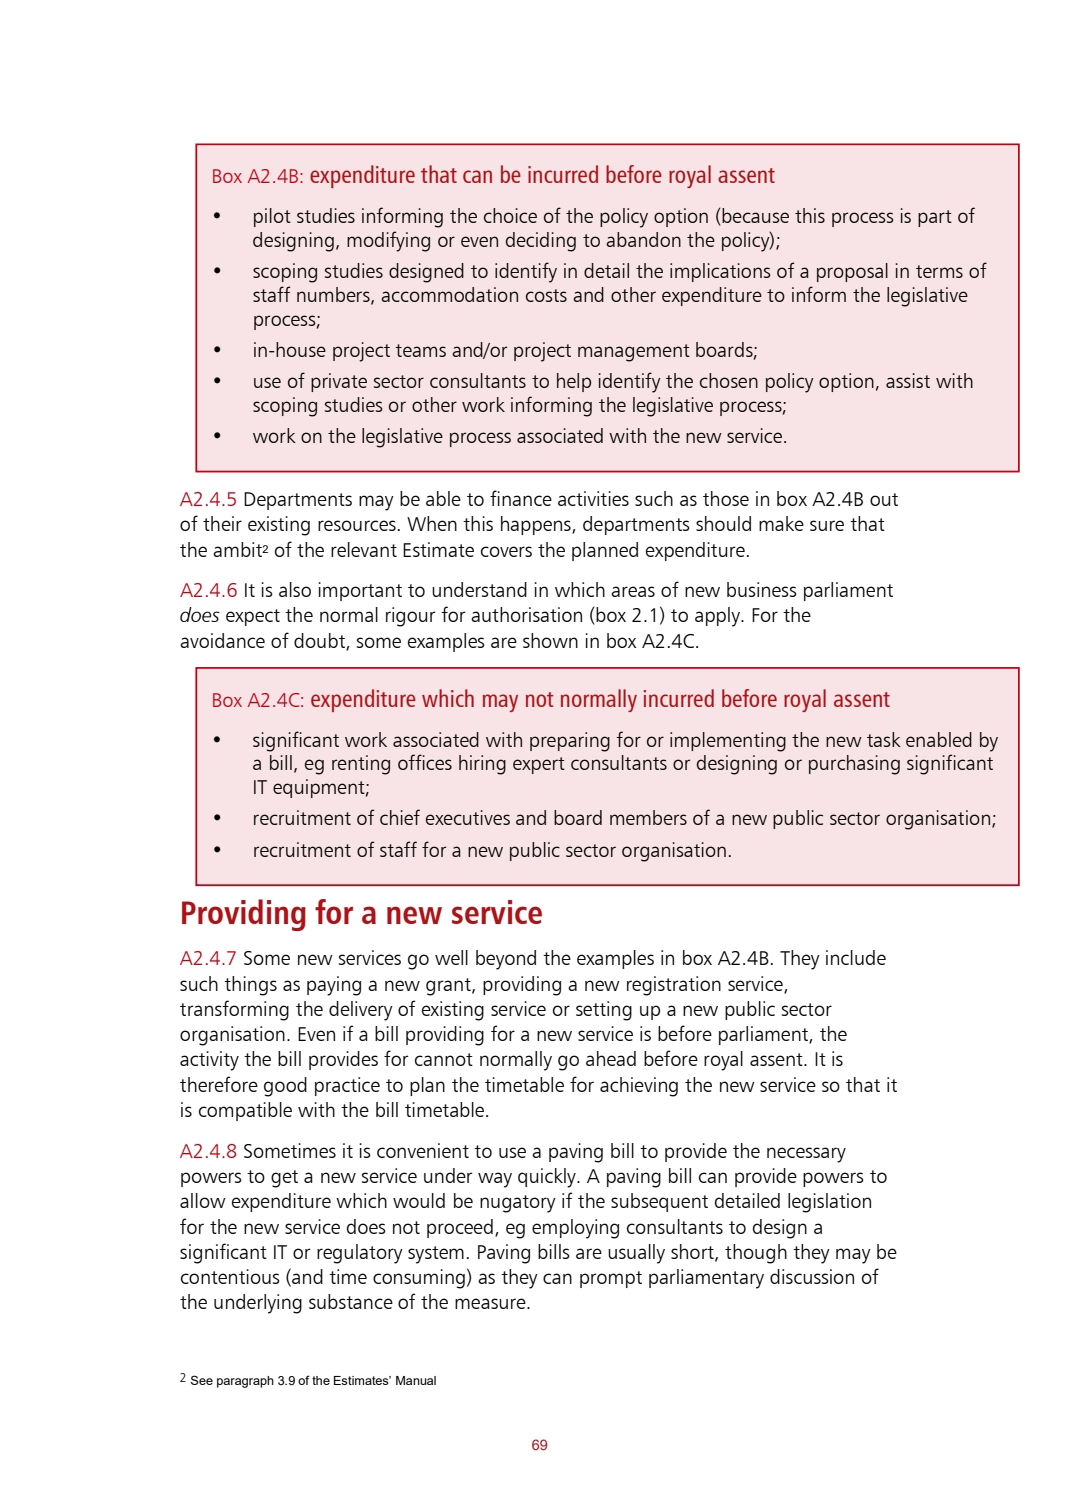 Box A2.4B: expenditure that can be incurred before royal assent
• pilot studies informing the choice of the policy option (because this process is part of
designing, modifying or even deciding to abandon the policy);
• scoping studies designed to identify in detail the implications of a proposal in terms of
staff numbers, accommodation costs and other expenditure to inform the legislative
process;
• in-house project teams and/or project management boards;
• use of private sector consultants to help identify the chosen policy option, assist with
scoping studies or other work informing the legislative process;
• work on the legislative process associated with the new service.
A2.4.5 Departments may be able to finance activities such as those in box A2.4B out
of their existing resources. When this happens, departments should make sure that
the ambit² of the relevant Estimate covers the planned expenditure.
A2.4.6 It is also important to understand in which areas of new business parliament
does expect the normal rigour for authorisation (box 2.1) to apply. For the
avoidance of doubt, some examples are shown in box A2.4C.
Box A2.4C: expenditure which may not normally incurred before royal assent
• significant work associated with preparing for or implementing the new task enabled by
a bill, eg renting offices hiring expert consultants or designing or purchasing significant
IT equipment;
• recruitment of chief executives and board members of a new public sector organisation;
• recruitment of staff for a new public sector organisation.
Providing for a new service
A2.4.7 Some new services go well beyond the examples in box A2.4B. They include
such things as paying a new grant, providing a new registration service,
transforming the delivery of existing service or setting up a new public sector
organisation. Even if a bill providing for a new service is before parliament, the
activity the bill provides for cannot normally go ahead before royal assent. It is
therefore good practice to plan the timetable for achieving the new service so that it
is compatible with the bill timetable.
A2.4.8 Sometimes it is convenient to use a paving bill to provide the necessary
powers to get a new service under way quickly. A paving bill can provide powers to
allow expenditure which would be nugatory if the subsequent detailed legislation
for the new service does not proceed, eg employing consultants to design a
significant IT or regulatory system. Paving bills are usually short, though they may be
contentious (and time consuming) as they can prompt parliamentary discussion of
the underlying substance of the measure.
² See paragraph 3.9 of the Estimates’ Manual
69